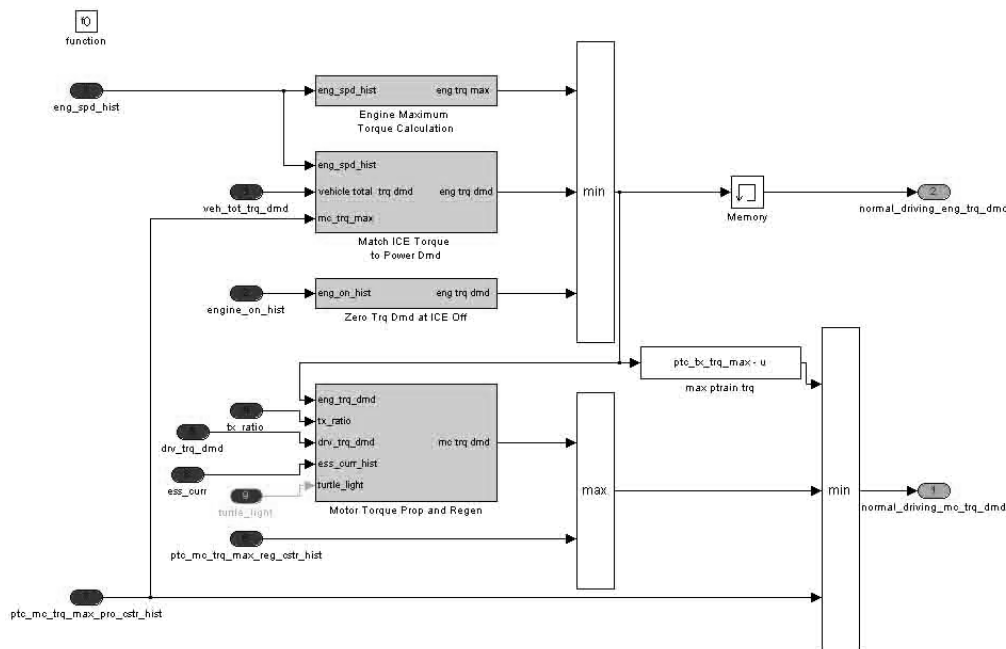 f()
function
eng_spd_hist
eng_spd_hist eng trq max
Engine Maximum
Torque Calculation
eng_spd_hist
vehicle total trq dmd eng trq dmd
mc_trq_max
Match ICE Torque
to Power Dmd
veh_tot_trq_dmd
min
Memory
2
normal_driving_eng_trq_dmd
engine_on_hist
eng_on_hist eng trq dmd
Zero Trq Dmd at ICE Off
ptc_tx_trq_max - u
max ptrain trq
eng_trq_dmd
tx_ratio
drv_trq_dmd mc trq dmd
ess_curr_hist
turtle_light
Motor Torque Prop and Regen
tx_ratio
drv_trq_dmd
ess_curr
9
turtle_light
max
min
1
normal_driving_mc_trq_dmd
ptc_mc_trq_max_reg_cstr_hist
ptc_mc_trq_max_pro_cstr_hist